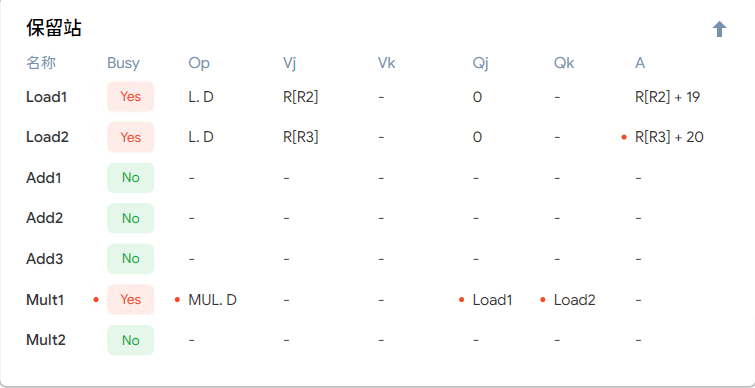 保留站
名称 Busy Op Vj Vk Qj Qk A
Load1 Yes L. D R[R2] - 0 - R[R2] + 19
Load2 Yes L. D R[R3] - 0 - R[R3] + 20
Add1 No - - - - - -
Add2 No - - - - - -
Add3 No - - - - - -
Mult1 Yes MUL. D - - Load1 Load2 -
Mult2 No - - - - - -